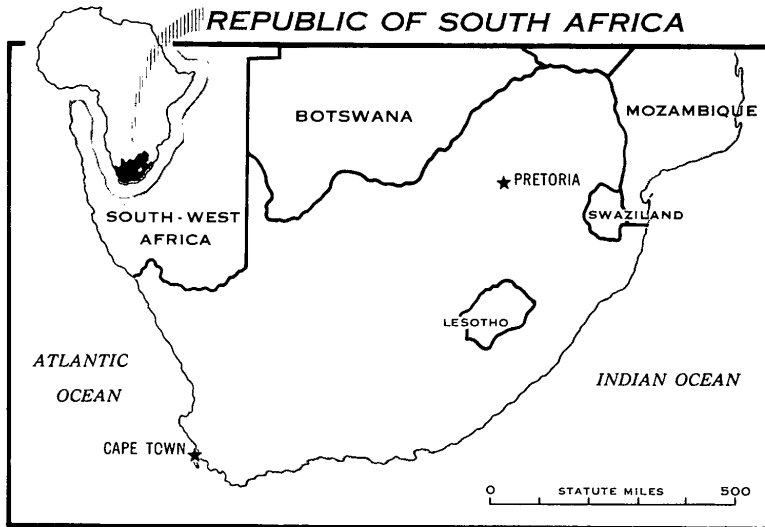 REPUBLIC OF SOUTH AFRICA
BOTSWANA
MOZAMBIQUE
PRETORIA
SOUTH-WEST
AFRICA
SWAZILAND
LESOTHO
ATLANTIC
OCEAN
INDIAN OCEAN
CAPE TOWN
0 STATUTE MILES 500